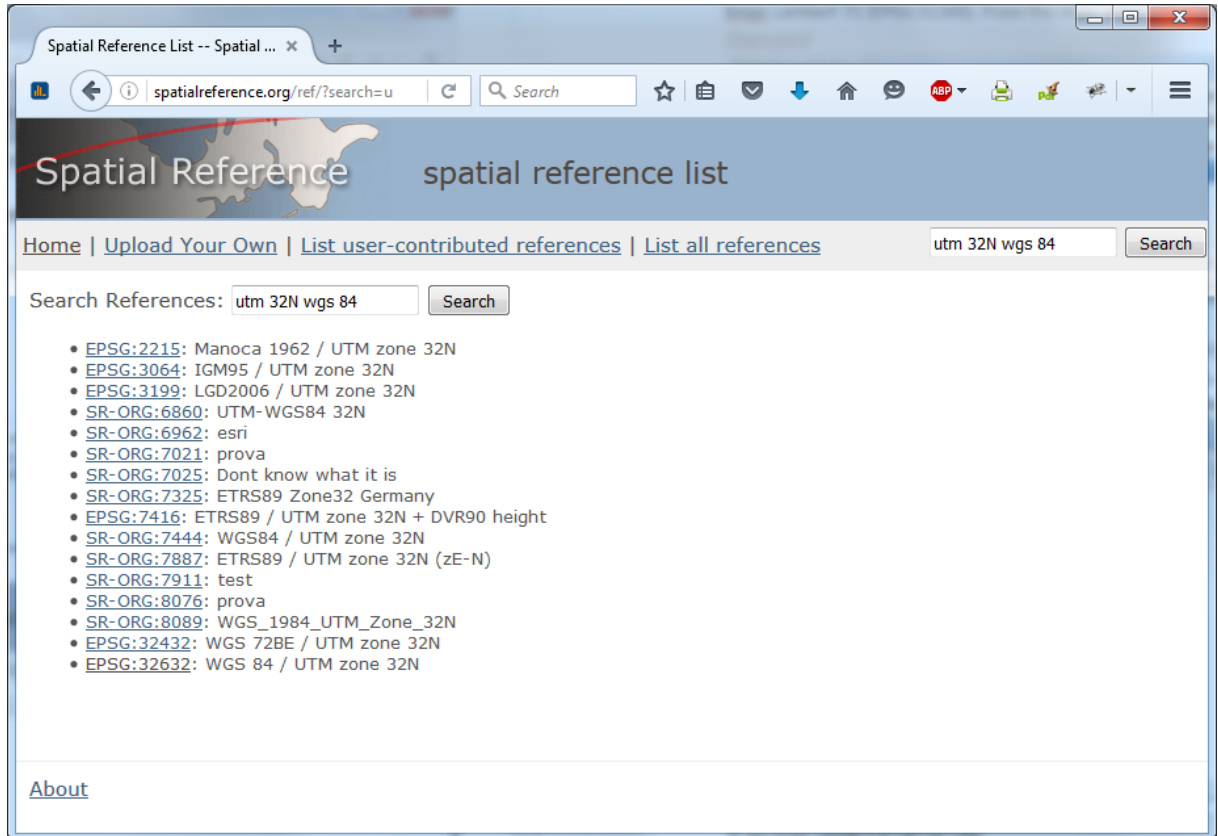 Spatial Reference List -- Spatial ...
spatialreference.org/ref/?search=u
Search
ABP
pdf
Spatial Reference
spatial reference list
Home | Upload Your Own | List user-contributed references | List all references
utm 32N wgs 84
Search
Search References:
utm 32N wgs 84
Search
• EPSG:2215: Manoca 1962 / UTM zone 32N
• EPSG:3064: IGM95 / UTM zone 32N
• EPSG:3199: LGD2006 / UTM zone 32N
• SR-ORG:6860: UTM-WGS84 32N
• SR-ORG:6962: esri
• SR-ORG:7021: prova
• SR-ORG:7025: Dont know what it is
• SR-ORG:7325: ETRS89 Zone32 Germany
• EPSG:7416: ETRS89 / UTM zone 32N + DVR90 height
• SR-ORG:7444: WGS84 / UTM zone 32N
• SR-ORG:7887: ETRS89 / UTM zone 32N (zE-N)
• SR-ORG:7911: test
• SR-ORG:8076: prova
• SR-ORG:8089: WGS_1984_UTM_Zone_32N
• EPSG:32432: WGS 72BE / UTM zone 32N
• EPSG:32632: WGS 84 / UTM zone 32N
About